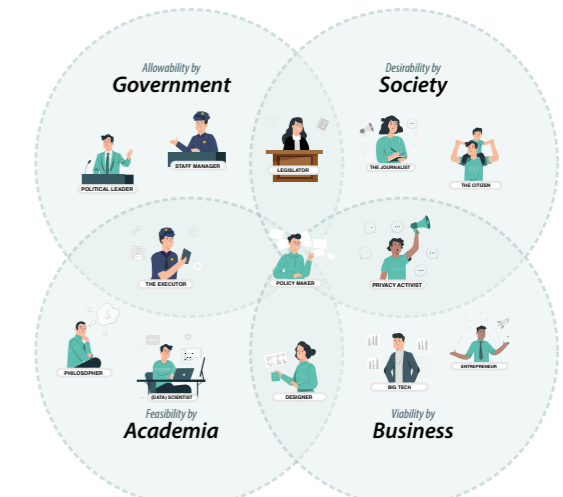 Allowability by
Government
Desirability by
Society
POLITICAL LEADER
STAFF MANAGER
LEGISLATOR
THE JOURNALIST
THE CITIZEN
THE EXECUTOR
POLICY MAKER
PRIVACY ACTIVIST
PHILOSOPHER
(DATA) SCIENTIST
DESIGNER
BIG TECH
ENTREPRENEUR
Feasibility by
Academia
Viability by
Business